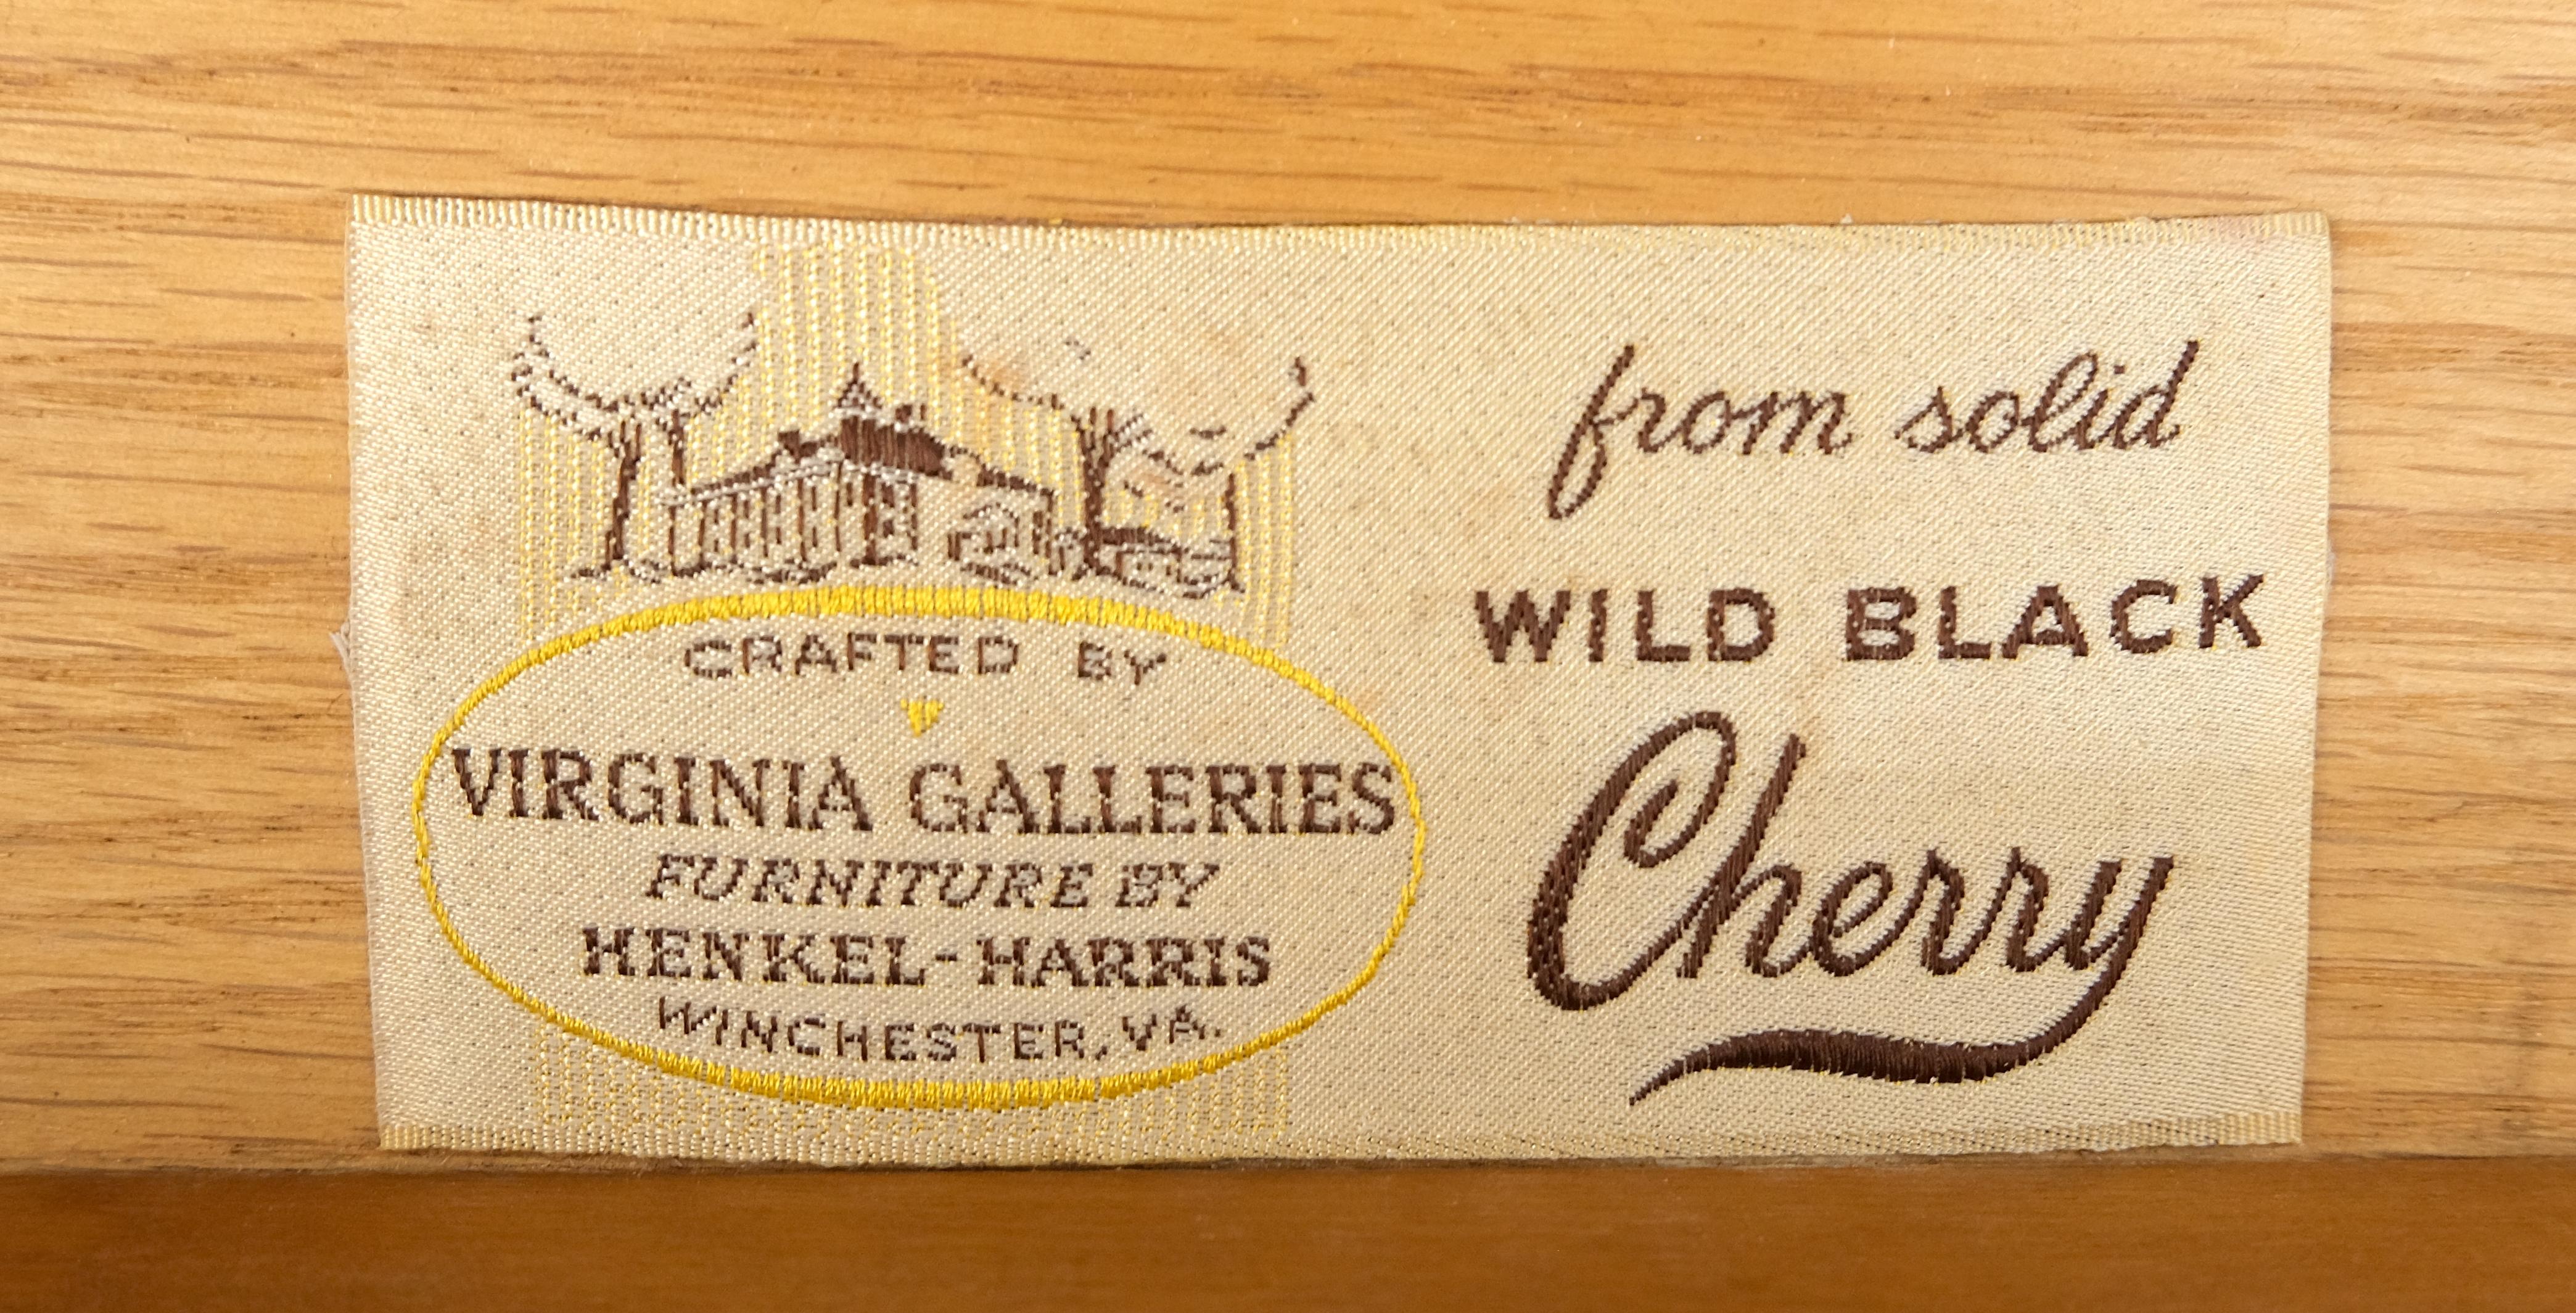 CRAFTED BY
VIRGINIA GALLERIES
FURNITURE BY
HENKEL-HARRIS
WINCHESTER, VA.
from solid
WILD BLACK
Cherry